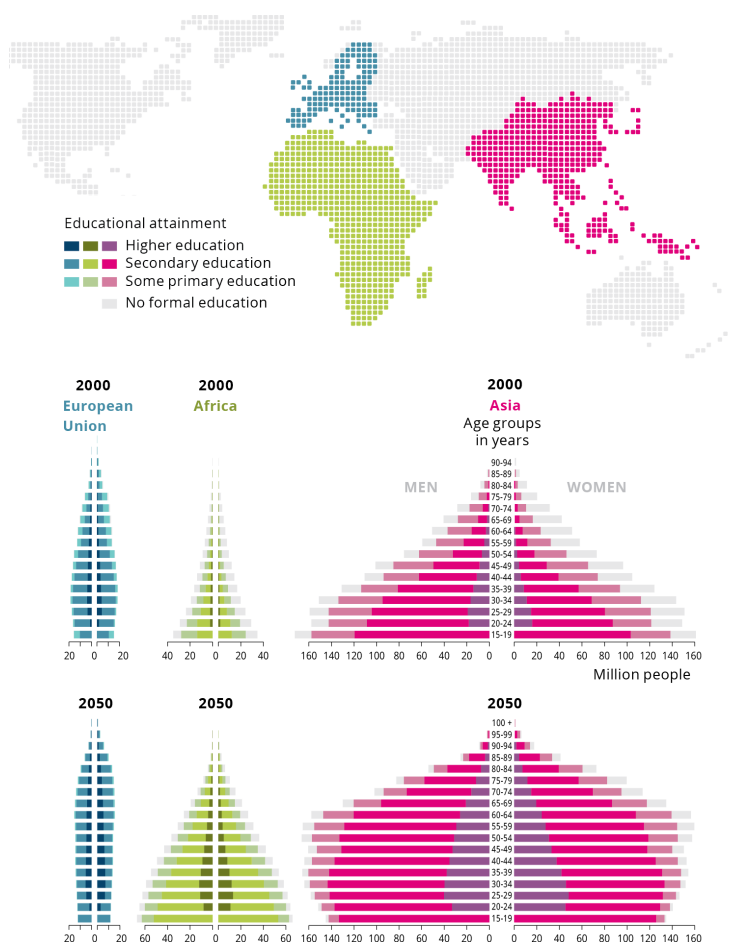 Educational attainment
Higher education
Secondary education
Some primary education
No formal education
2000
European
Union
2000
Africa
2000
Asia
Age groups
in years
MEN
WOMEN
90-94
85-89
80-84
75-79
70-74
65-69
60-64
55-59
50-54
45-49
40-44
35-39
30-34
25-29
20-24
15-19
20 0 20
40 20 0 20 40
160 140 120 100 80 60 40 20 0
0 20 40 60 80 100 120 140 160
Million people
2050
2050
2050
100 +
95-99
90-94
85-89
80-84
75-79
70-74
65-69
60-64
55-59
50-54
45-49
40-44
35-39
30-34
25-29
20-24
15-19
20 0 20
60 40 20 0 20 40 60
160 140 120 100 80 60 40 20 0
0 20 40 60 80 100 120 140 160